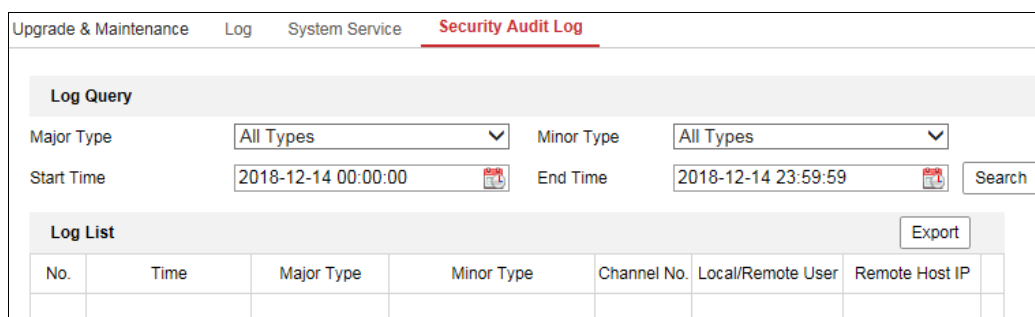 Upgrade & Maintenance Log System Service Security Audit Log
Log Query
Major Type All Types Minor Type All Types
Start Time 2018-12-14 00:00:00 End Time 2018-12-14 23:59:59 Search
Log List Export
No. Time Major Type Minor Type Channel No. Local/Remote User Remote Host IP